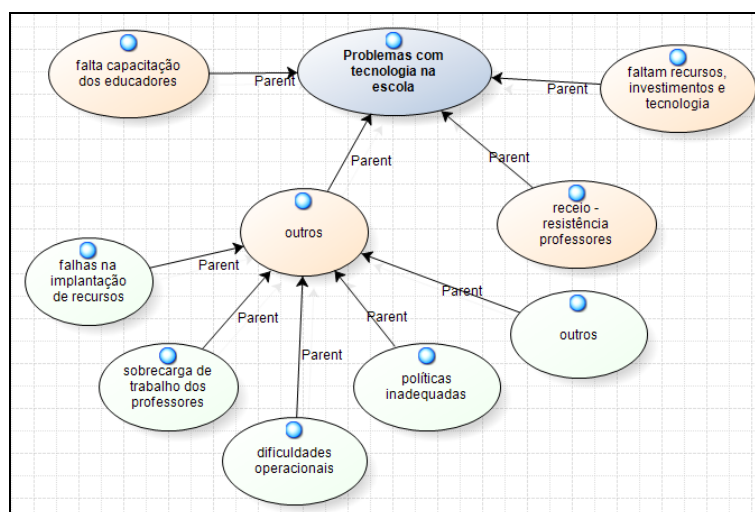 Problemas com
tecnologia na
escola
falta capacitação
dos educadores
Parent
faltam recursos,
investimentos e
tecnologia
Parent
Parent
Parent
receio -
resistência
professores
outros
falhas na
implantação
de recursos
Parent
Parent
outros
Parent
Parent
Parent
sobrecarga de
trabalho dos
professores
políticas
inadequadas
dificuldades
operacionais